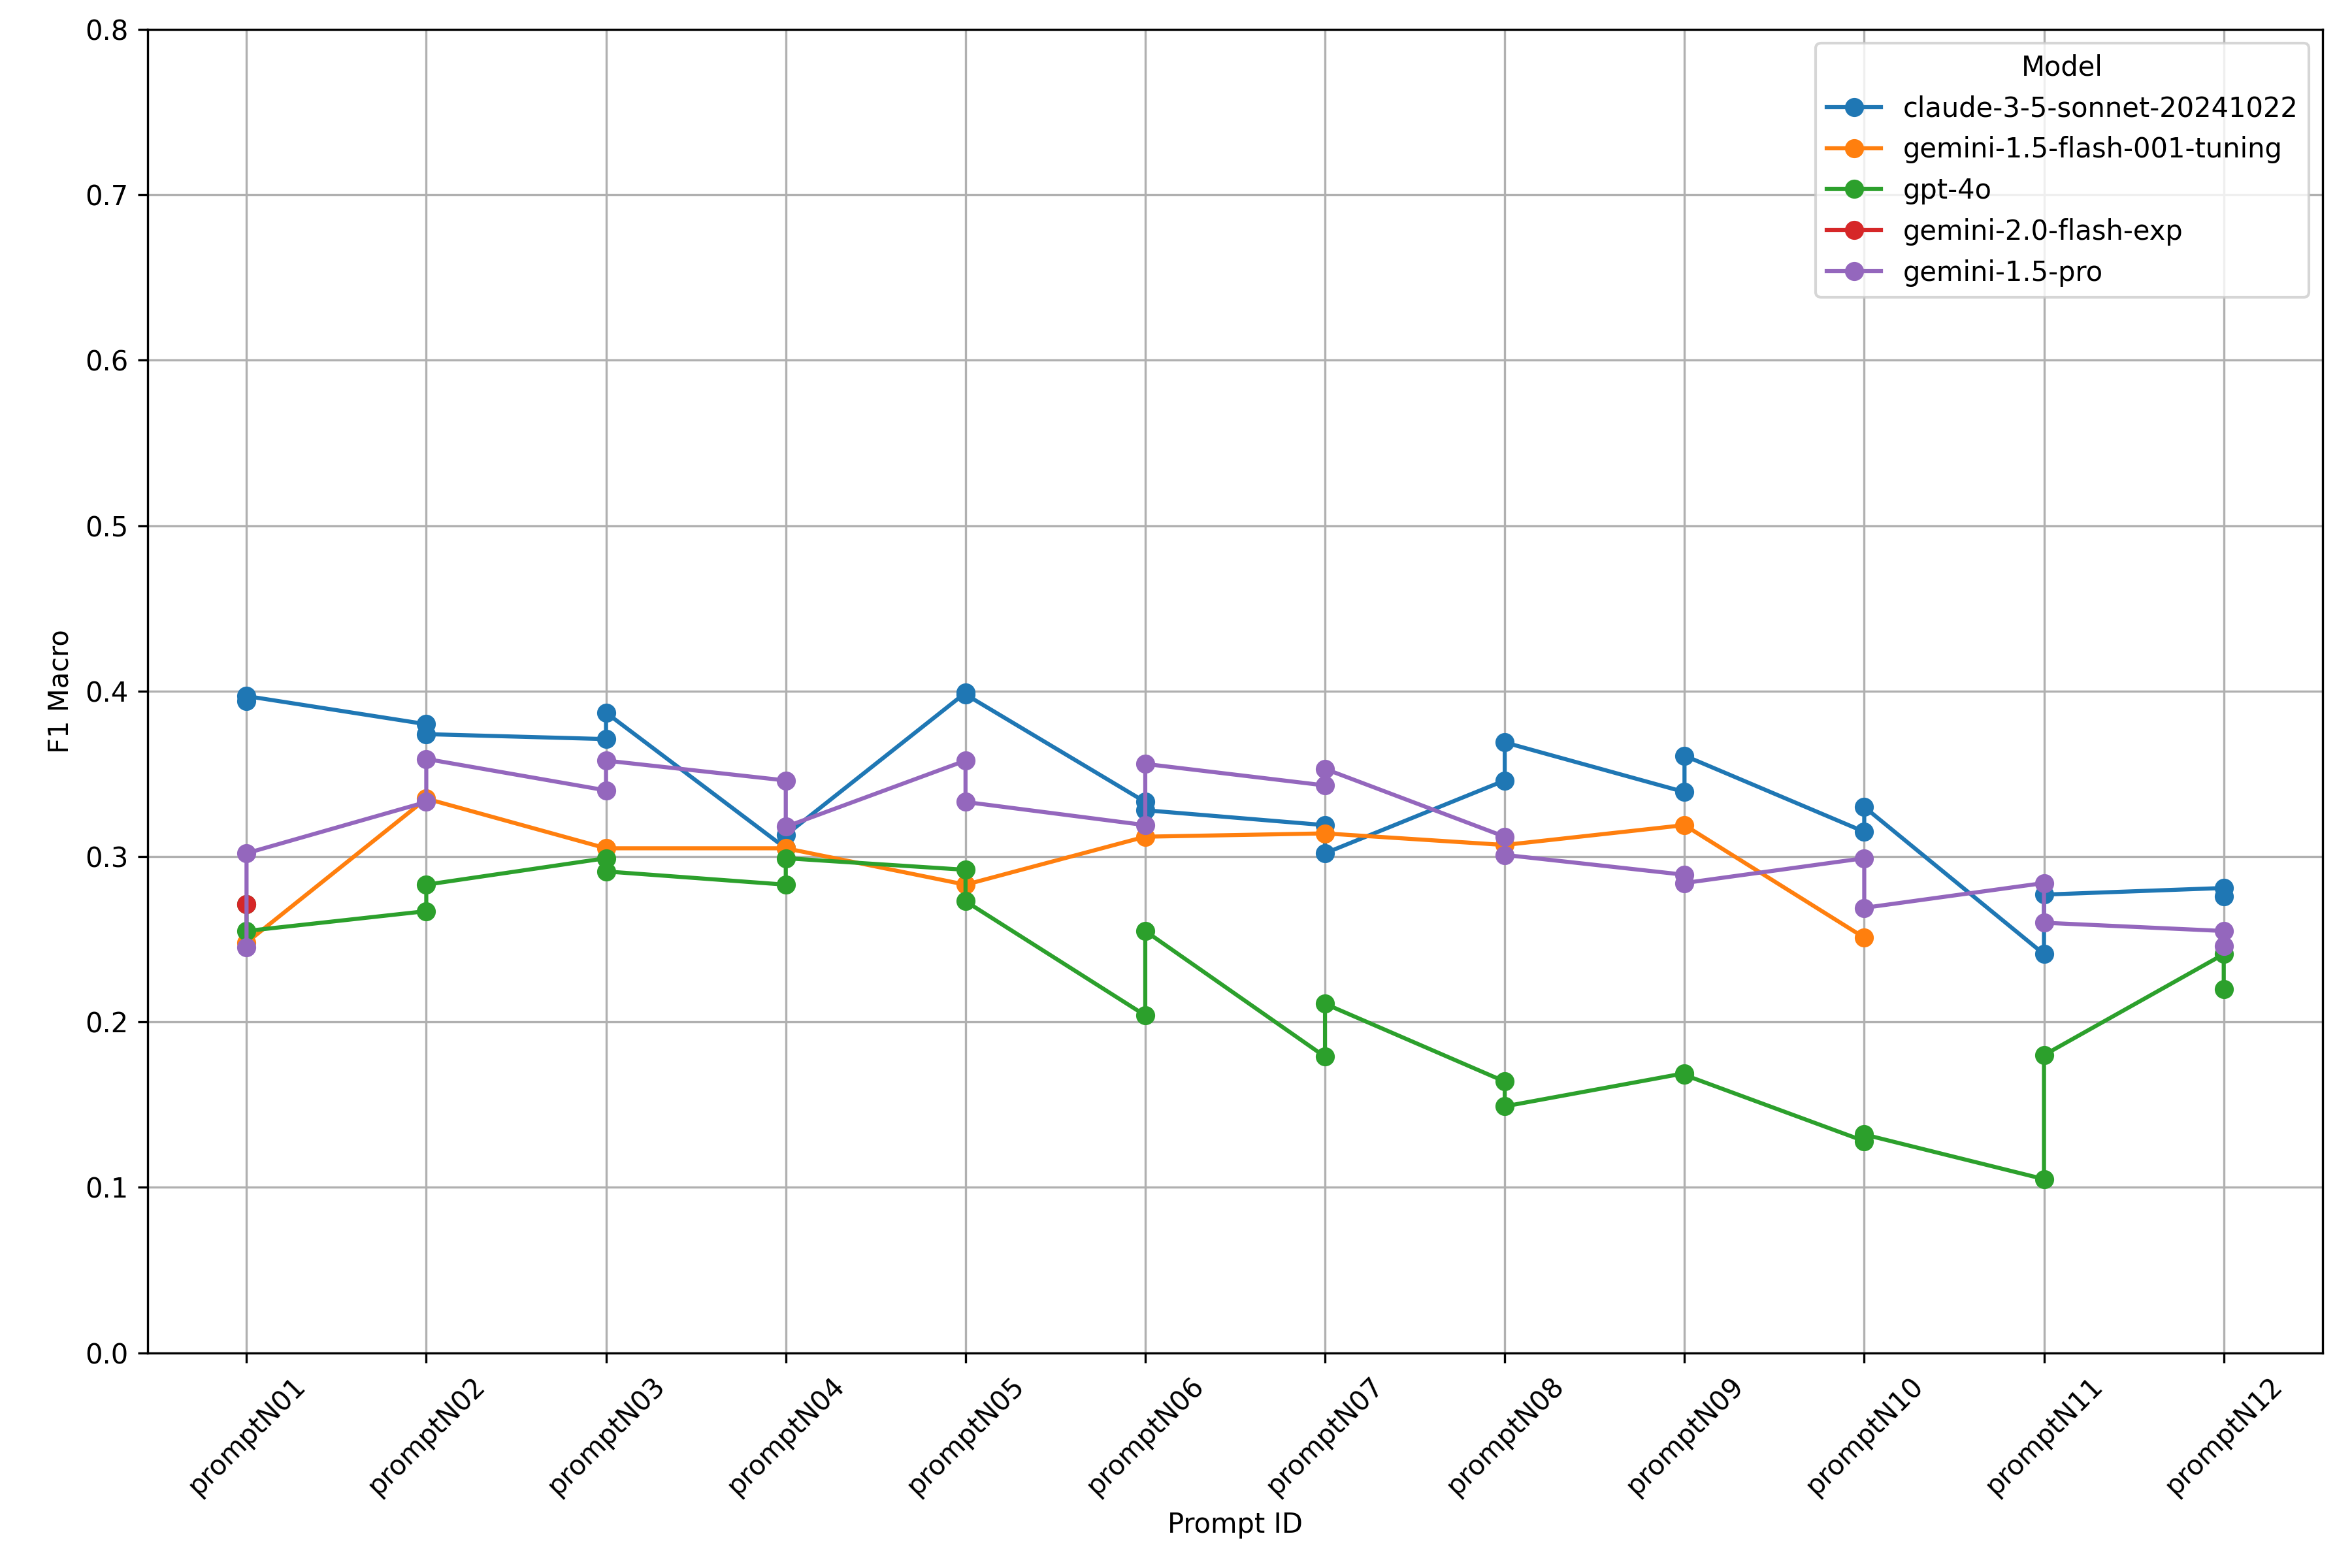 0.8
0.7
0.6
0.5
0.4
0.3
0.2
0.1
0.0
F1 Macro
Model
claude-3-5-sonnet-20241022
gemini-1.5-flash-001-tuning
gpt-4o
gemini-2.0-flash-exp
gemini-1.5-pro
promptN01
promptN02
promptN03
promptN04
promptN05
promptN06
promptN07
promptN08
promptN09
promptN10
promptN11
promptN12
Prompt ID